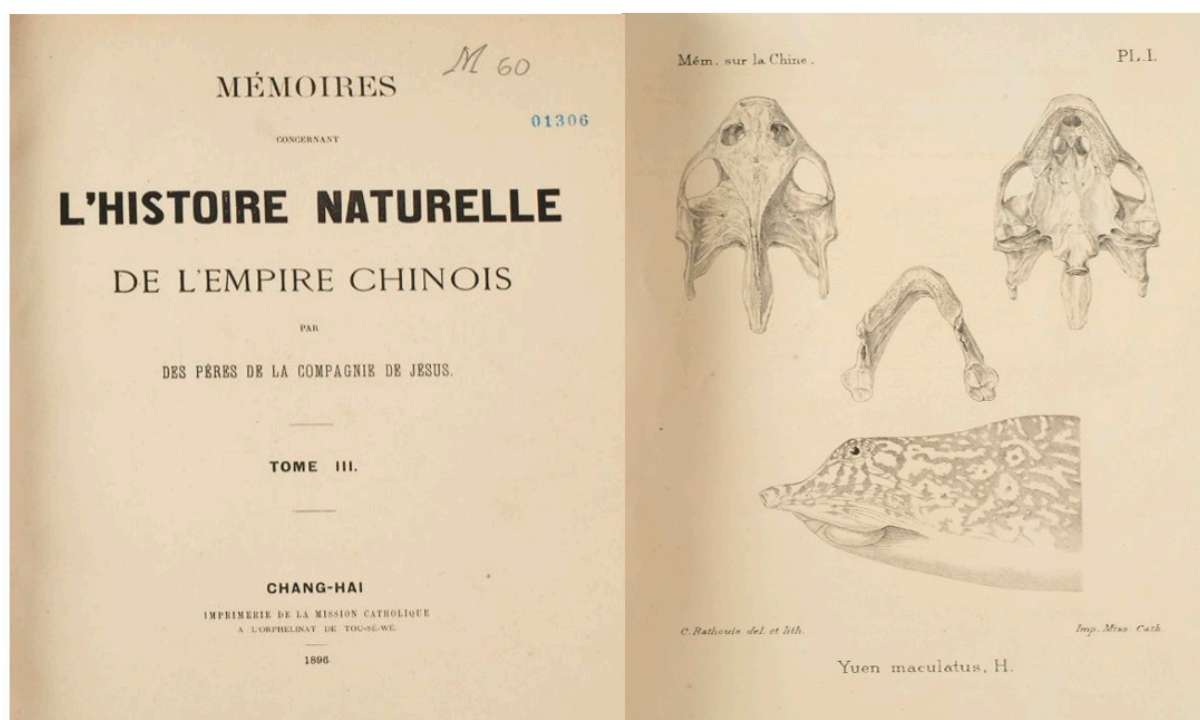 M 60
01306
MÉMOIRES
CONCERNANT
L'HISTOIRE NATURELLE
DE L'EMPIRE CHINOIS
PAR
DES PÈRES DE LA COMPAGNIE DE JÉSUS.
TOME III.
CHANG-HAI
IMPRIMERIE DE LA MISSION CATHOLIQUE
A L'ORPHELINAT DE TOU-SÈ-WÈ.
1896
Mém. sur la Chine.
PL.I.
C. Rathouis del. et lith.
Imp. Miss. Cath.
Yuen maculatus, H.